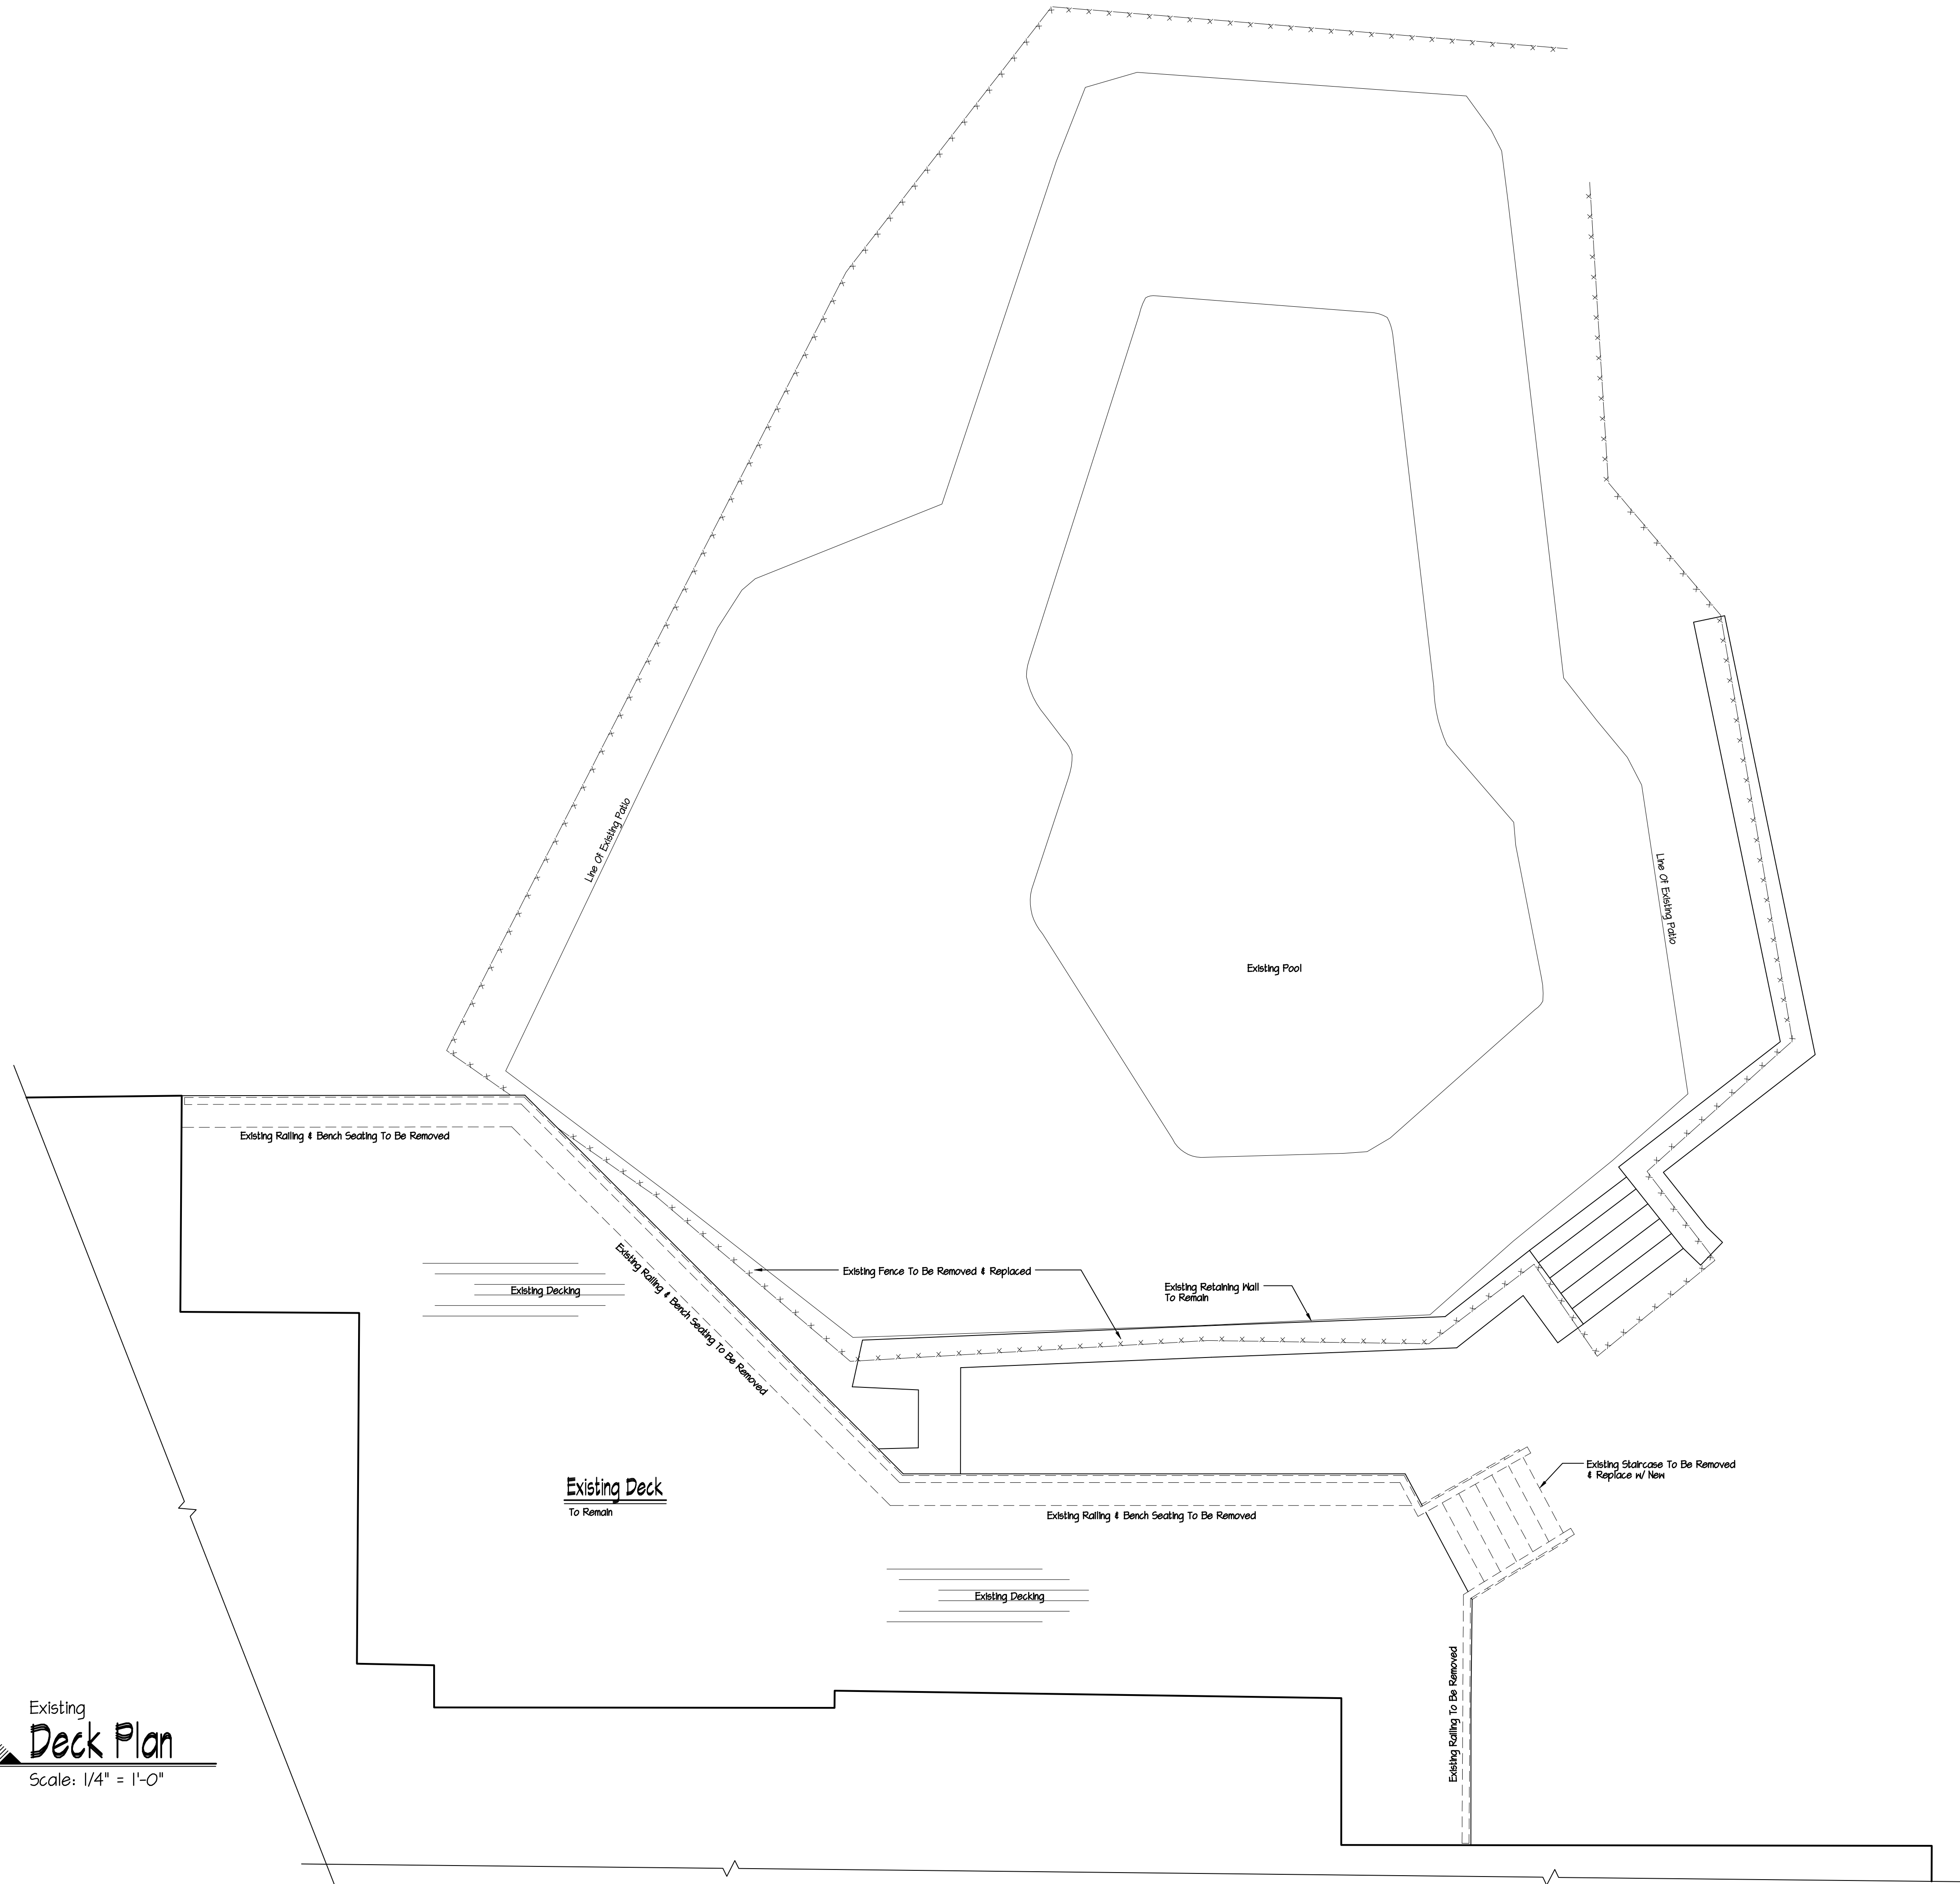 Line Of Existing Patio
Line Of Existing Patio
Existing Pool
Existing Railing & Bench Seating To Be Removed
Existing Decking
Existing Railing & Bench Seating To Be Removed
Existing Fence To Be Removed & Replaced
Existing Retaining Wall
To Remain
Existing Deck
To Remain
Existing Railing & Bench Seating To Be Removed
Existing Staircase To Be Removed
& Replace w/ New
Existing Decking
Existing Railing To Be Removed
Existing
Deck Plan
Scale: 1/4" = 1'-0"